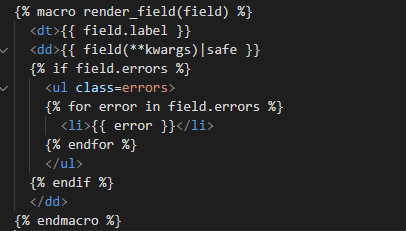 {% macro render_field(field) %}
<dt>{{ field.label }}
<dd>{{ field(**kwargs)|safe }}
{% if field.errors %}
<ul class=errors>
{% for error in field.errors %}
<li>{{ error }}</li>
{% endfor %}
</ul>
{% endif %}
</dd>
{% endmacro %}